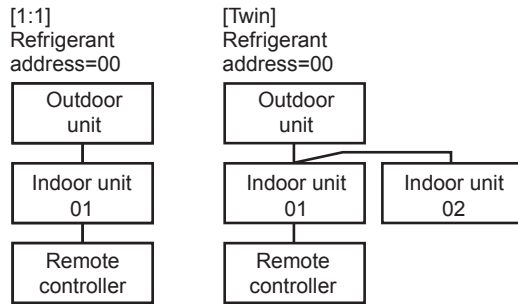 [1:1]
Refrigerant
address=00
Outdoor
unit
Indoor unit
01
Remote
controller
[Twin]
Refrigerant
address=00
Outdoor
unit
Indoor unit
01
Indoor unit
02
Remote
controller